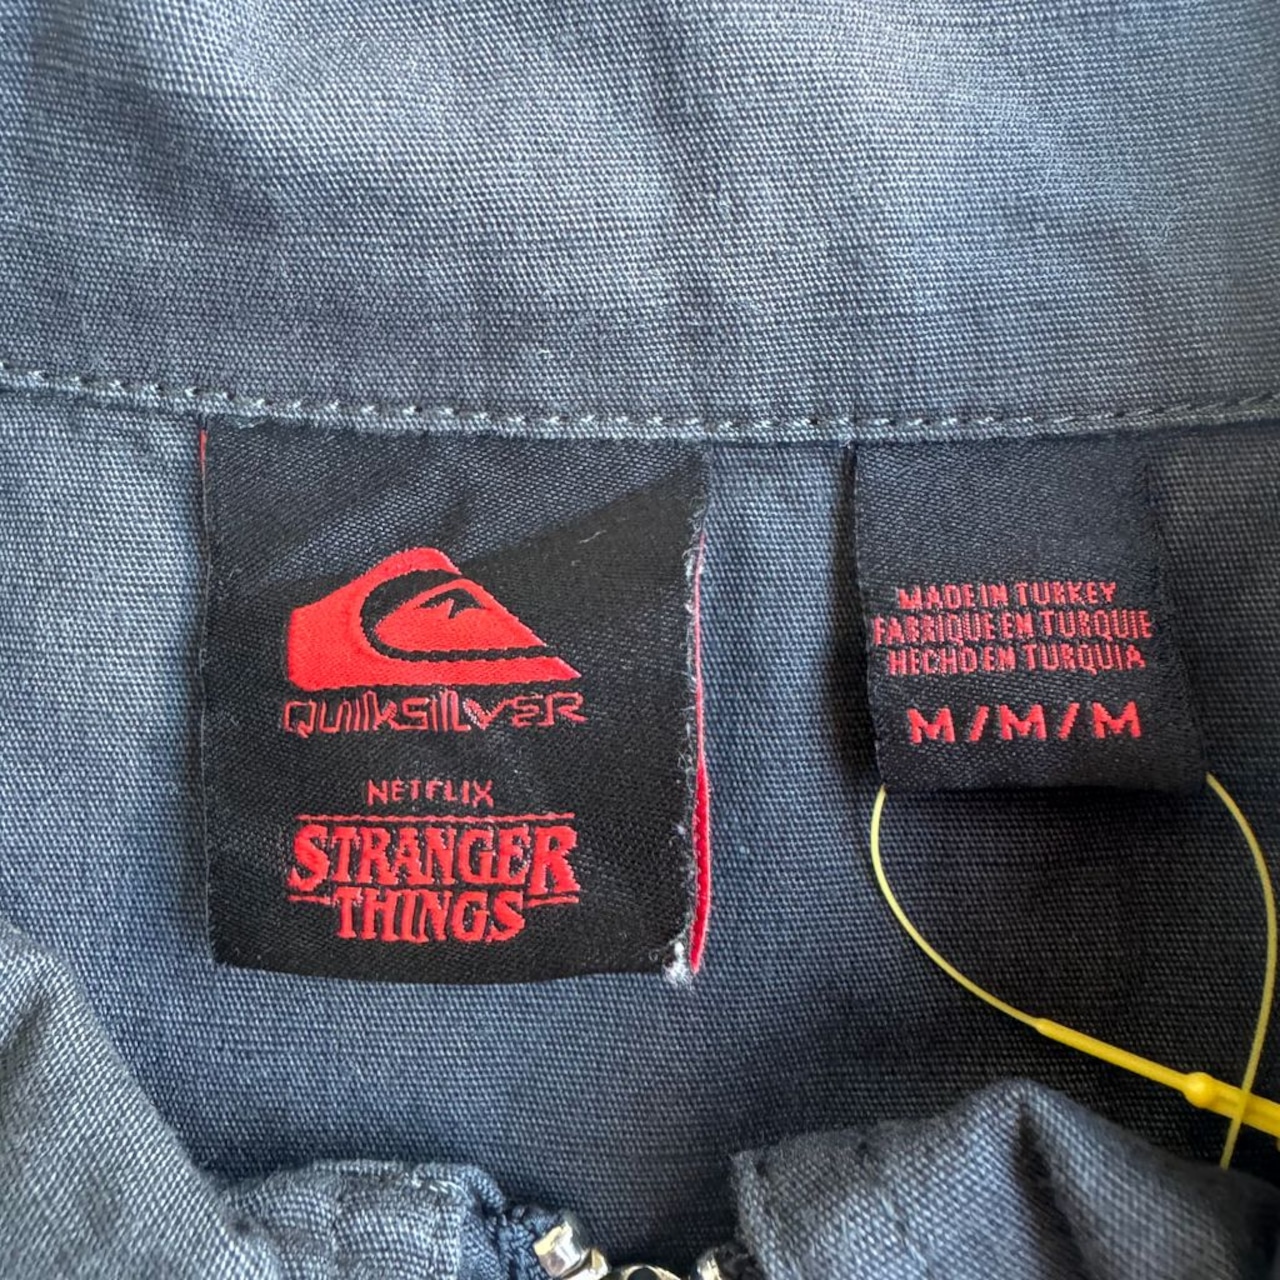 QUIKSILVER
NETFLIX
STRANGER
THINGS
MADE IN TURKEY
FABRIQUE EN TURQUIE
HECHO EN TURQUIA
M/M/M